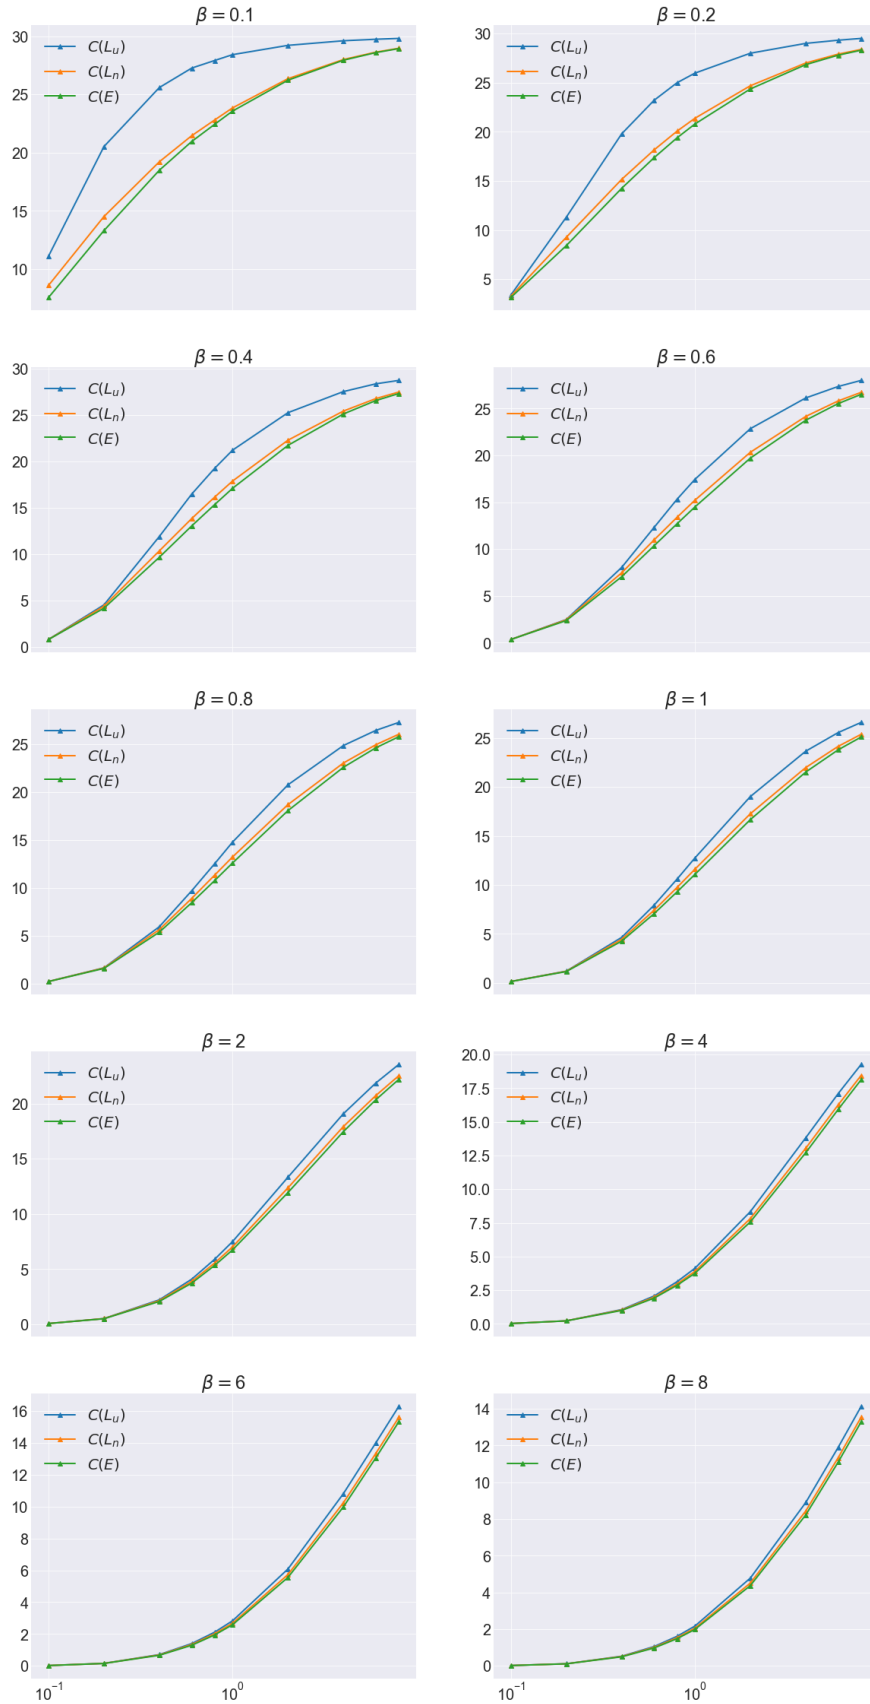 β = 0.1
30
25
20
15
10
C(L_u)
C(L_n)
C(E)
β = 0.2
30
25
20
15
10
5
C(L_u)
C(L_n)
C(E)
β = 0.4
30
25
20
15
10
5
0
C(L_u)
C(L_n)
C(E)
β = 0.6
25
20
15
10
5
0
C(L_u)
C(L_n)
C(E)
β = 0.8
25
20
15
10
5
0
C(L_u)
C(L_n)
C(E)
β = 1
25
20
15
10
5
0
C(L_u)
C(L_n)
C(E)
β = 2
20
15
10
5
0
C(L_u)
C(L_n)
C(E)
β = 4
20.0
17.5
15.0
12.5
10.0
7.5
5.0
2.5
0.0
C(L_u)
C(L_n)
C(E)
β = 6
16
14
12
10
8
6
4
2
0
C(L_u)
C(L_n)
C(E)
10⁻¹ 10⁰
β = 8
14
12
10
8
6
4
2
0
C(L_u)
C(L_n)
C(E)
10⁻¹ 10⁰